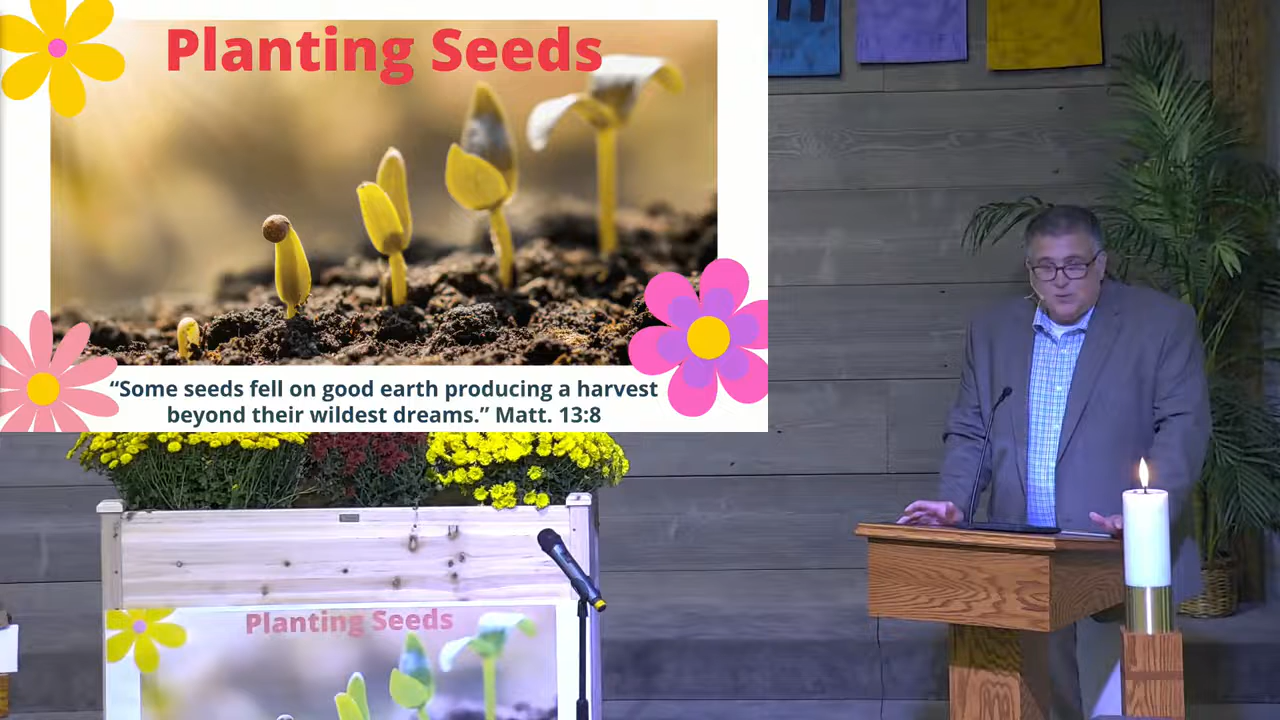 Planting Seeds
“Some seeds fell on good earth producing a harvest
beyond their wildest dreams.” Matt. 13:8
Planting Seeds